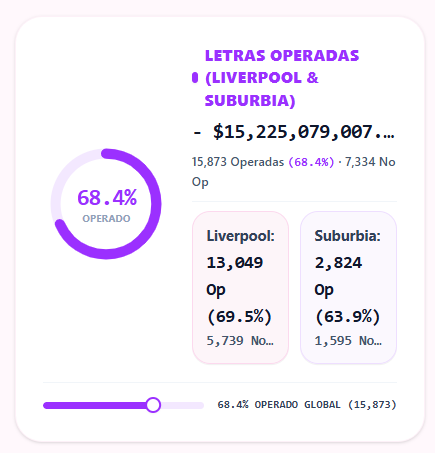 LETRAS OPERADAS
(LIVERPOOL &
SUBURBIA)
- $15,225,079,007.…
15,873 Operadas (68.4%) · 7,334 No
Op
68.4%
OPERADO
Liverpool:
13,049
Op
(69.5%)
5,739 No…
Suburbia:
2,824
Op
(63.9%)
1,595 No…
68.4% OPERADO GLOBAL (15,873)